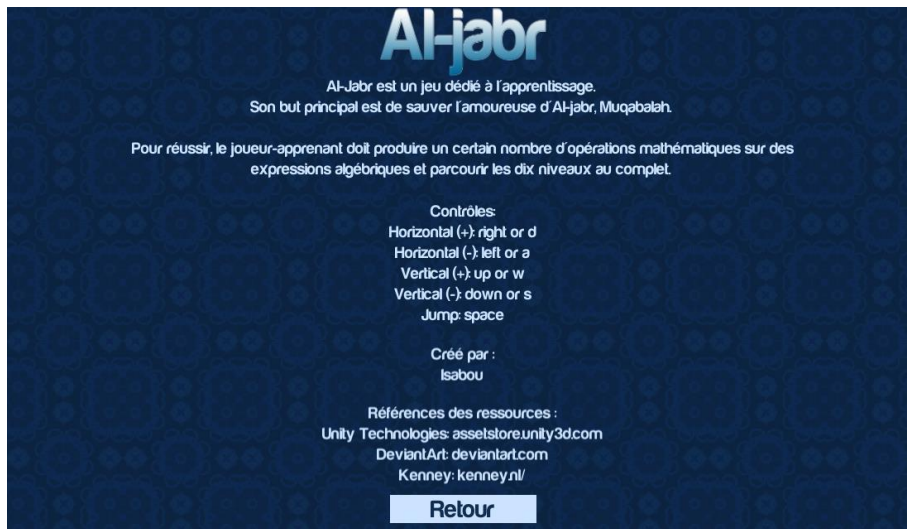 Al-jabr
Al-Jabr est un jeu dédié à l'apprentissage.
Son but principal est de sauver l'amoureuse d'Al-jabr, Muqabalah.
Pour réussir, le joueur-apprenant doit produire un certain nombre d'opérations mathématiques sur des
expressions algébriques et parcourir les dix niveaux au complet.
Contrôles:
Horizontal (+): right or d
Horizontal (-): left or a
Vertical (+): up or w
Vertical (-): down or s
Jump: space
Créé par :
Isabou
Références des ressources :
Unity Technologies: assetstore.unity3d.com
DeviantArt: deviantart.com
Kenney: kenney.nl/
Retour